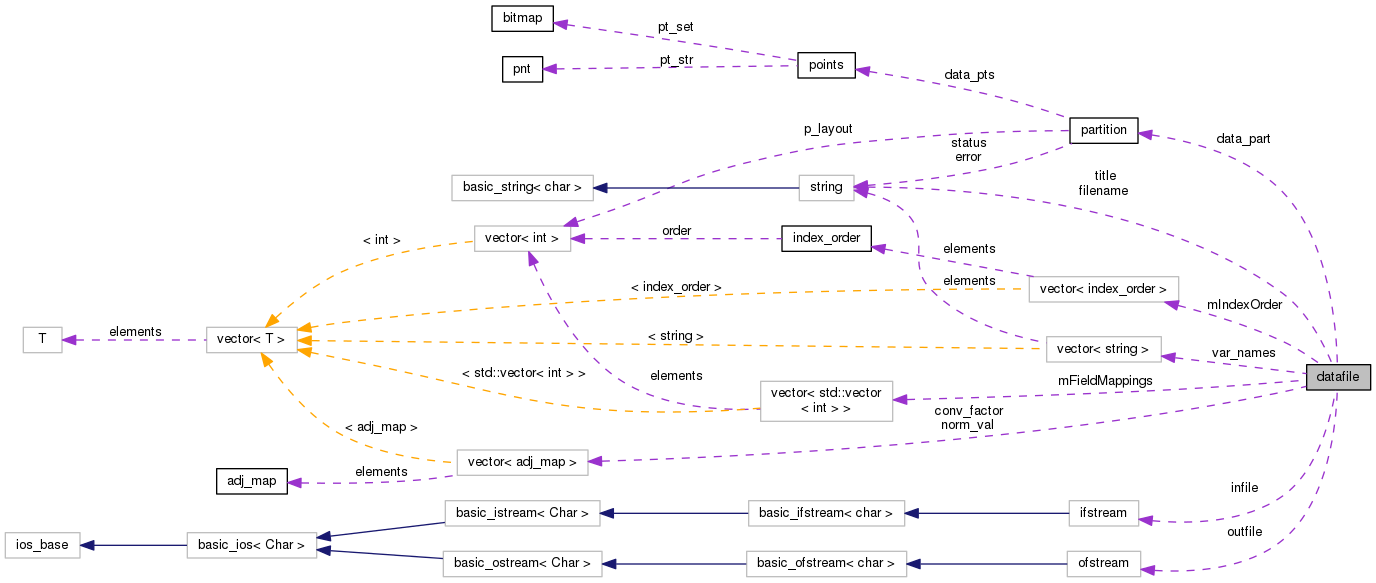 bitmap
pt_set
pnt
pt_str
points
data_pts
partition
p_layout
data_part
status
error
title
filename
basic_string< char >
string
vector< int >
order
index_order
elements
< int >
vector< index_order >
elements
< index_order >
mIndexOrder
T
elements
vector< T >
< string >
vector< string >
var_names
datafile
< std::vector< int > >
elements
vector< std::vector
< int > >
mFieldMappings
conv_factor
norm_val
< adj_map >
vector< adj_map >
adj_map
elements
infile
basic_istream< Char >
basic_ifstream< char >
ifstream
outfile
ios_base
basic_ios< Char >
basic_ostream< Char >
basic_ofstream< char >
ofstream